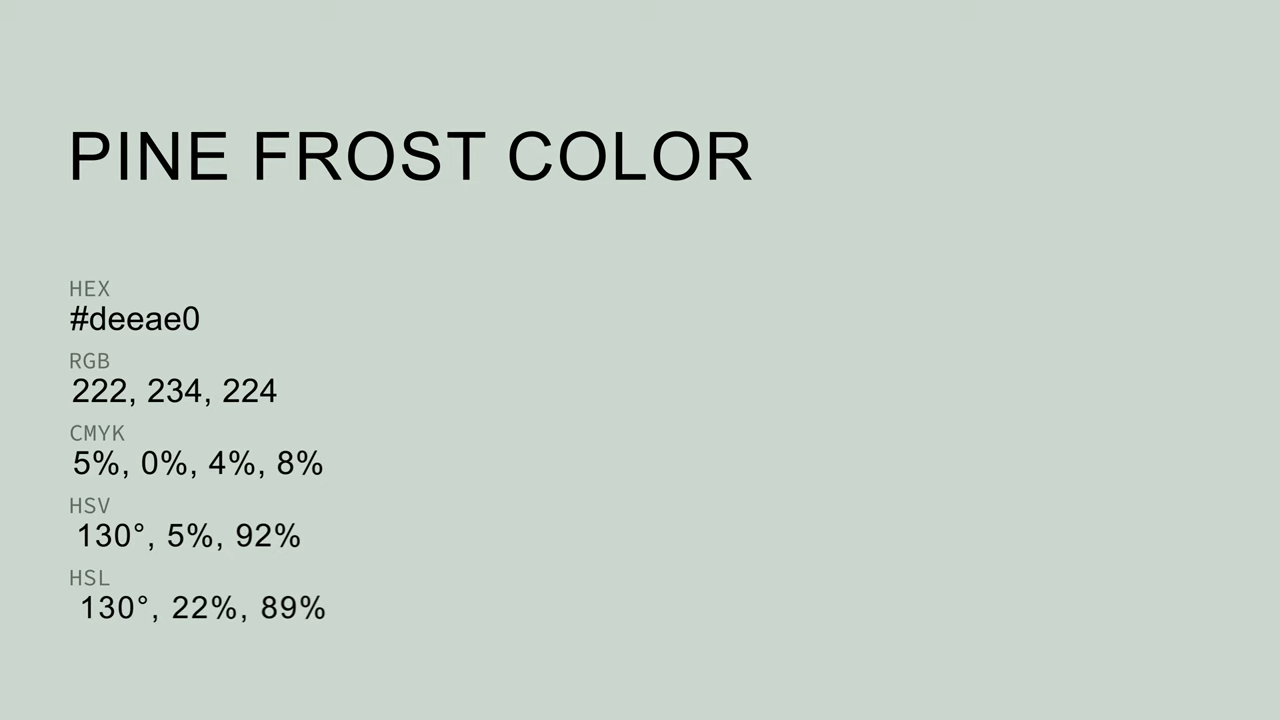 PINE FROST COLOR
HEX
#deeae0
RGB
222, 234, 224
CMYK
5%, 0%, 4%, 8%
HSV
130°, 5%, 92%
HSL
130°, 22%, 89%